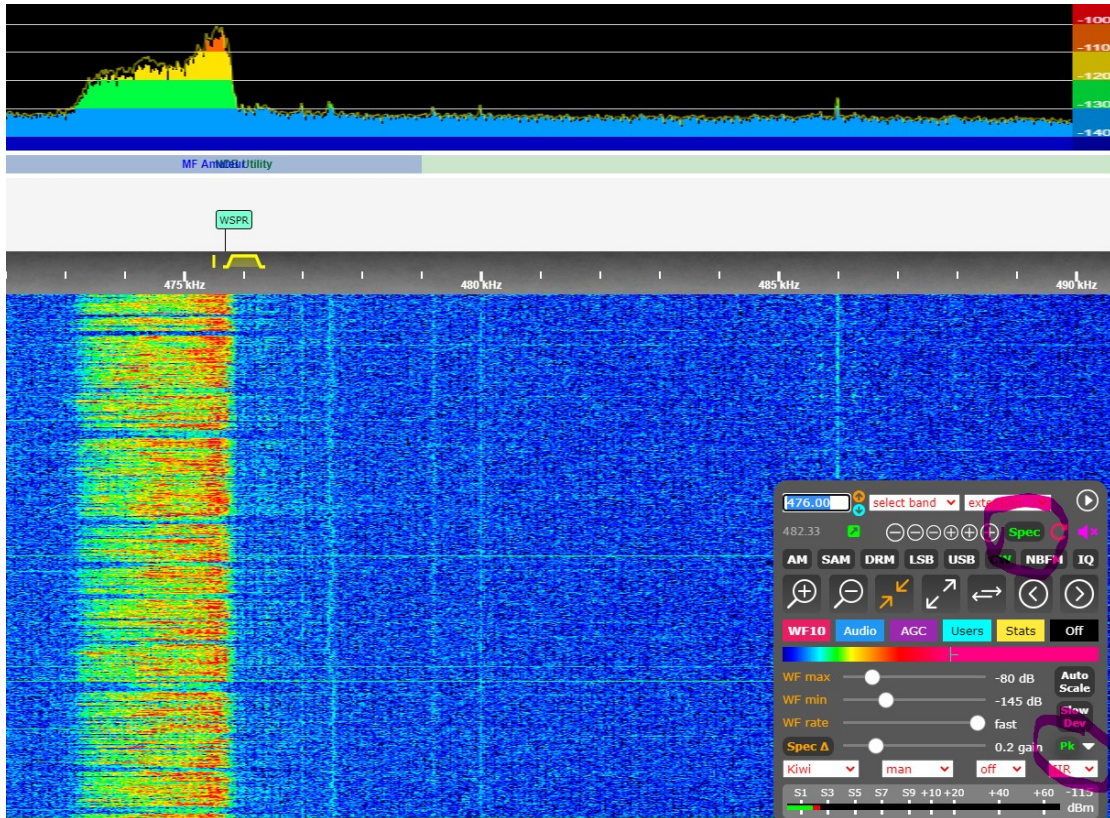 -100
-110
-120
-130
-140
MF Amateur Utility
WSPR
475 kHz 480 kHz 485 kHz 490 kHz
476.00 select band
482.33 Spec
AM SAM DRM LSB USB CW NBFM IQ
WF10 Audio AGC Users Stats Off
WF max -80 dB Auto Scale
WF min -145 dB Slow
WF rate fast Dev
Spec Δ 0.2 gain Pk
Kiwi man off IIR
S1 S3 S5 S7 S9 +10 +20 +40 +60 -115
dBm